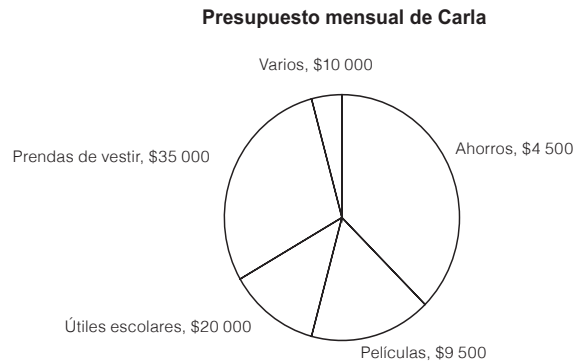 Presupuesto mensual de Carla
Varios, $10 000
Ahorros, $4 500
Prendas de vestir, $35 000
Útiles escolares, $20 000
Películas, $9 500